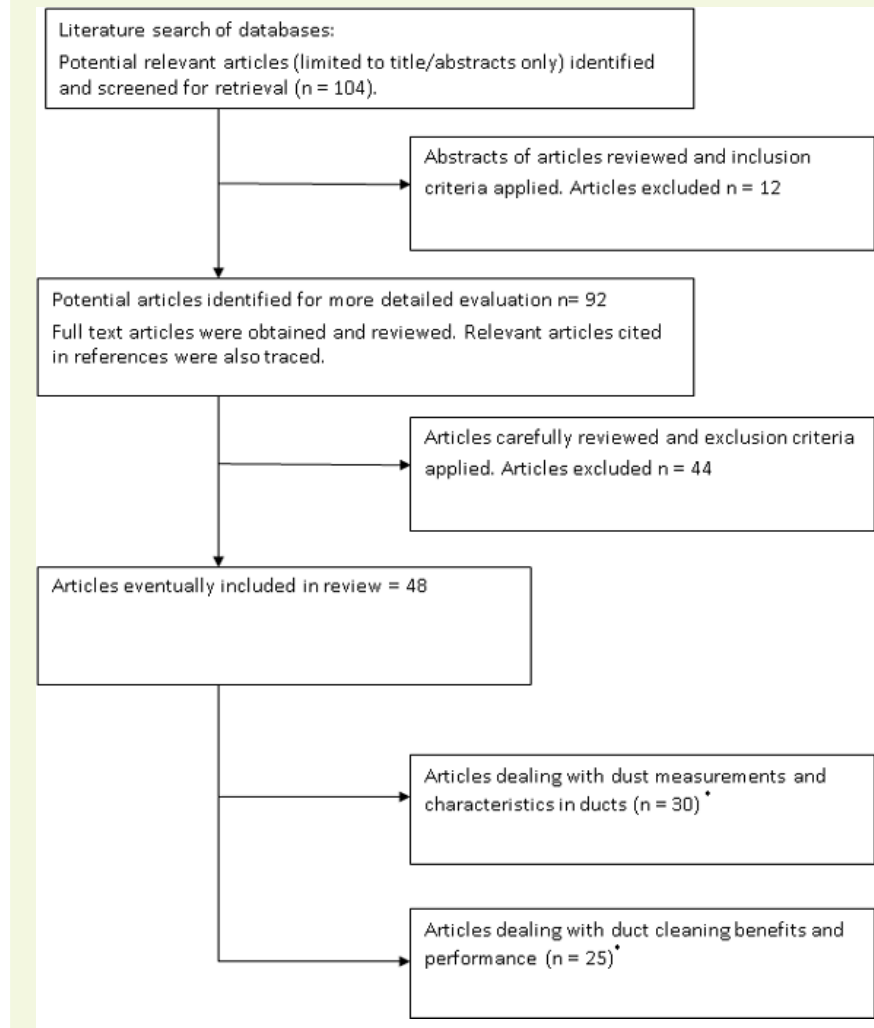 Literature search of databases:
Potential relevant articles (limited to title/abstracts only) identified
and screened for retrieval (n = 104).
Abstracts of articles reviewed and inclusion
criteria applied. Articles excluded n = 12
Potential articles identified for more detailed evaluation n= 92
Full text articles were obtained and reviewed. Relevant articles cited
in references were also traced.
Articles carefully reviewed and exclusion criteria
applied. Articles excluded n = 44
Articles eventually included in review = 48
Articles dealing with dust measurements and
characteristics in ducts (n = 30)*
Articles dealing with duct cleaning benefits and
performance (n = 25)*